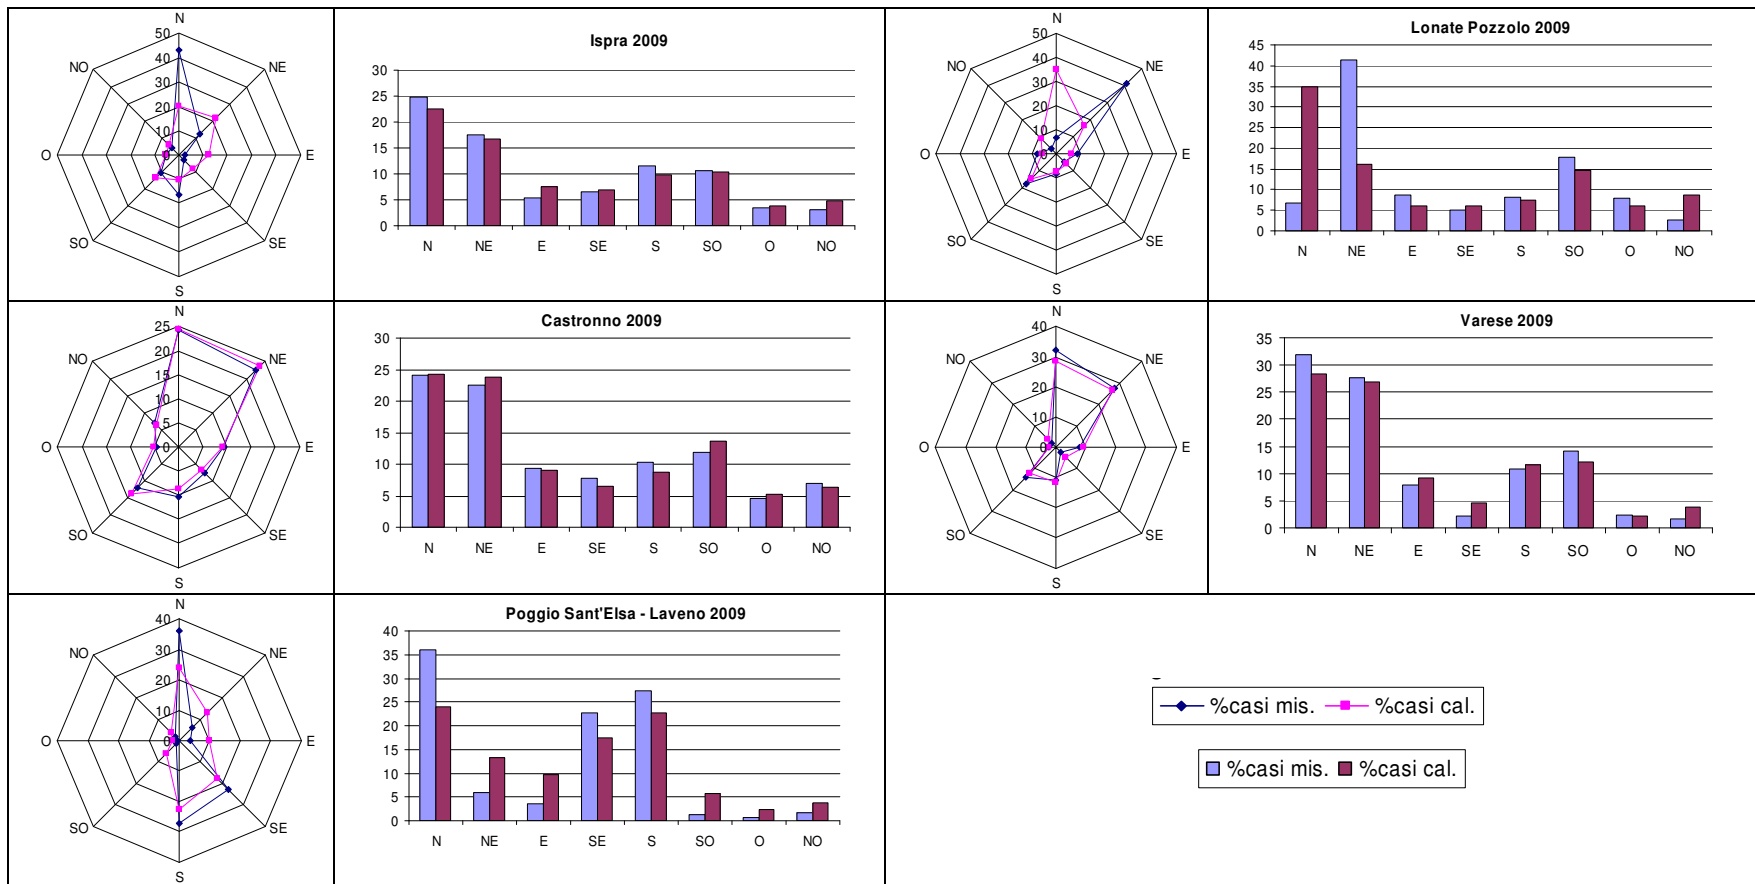 N
50
40
30
20
10
0
NO
NE
O
E
SO
SE
S
Ispra 2009
30
25
20
15
10
5
0
N NE E SE S SO O NO
N
50
40
30
20
10
0
NO
NE
O
E
SO
SE
S
Lonate Pozzolo 2009
45
40
35
30
25
20
15
10
5
0
N NE E SE S SO O NO
N
25
20
15
10
5
0
NO
NE
O
E
SO
SE
S
Castronno 2009
30
25
20
15
10
5
0
N NE E SE S SO O NO
N
40
30
20
10
0
NO
NE
O
E
SO
SE
S
Varese 2009
35
30
25
20
15
10
5
0
N NE E SE S SO O NO
N
40
30
20
10
0
NO
NE
O
E
SO
SE
S
Poggio Sant'Elsa - Laveno 2009
40
35
30
25
20
15
10
5
0
N NE E SE S SO O NO
%casi mis. %casi cal.
%casi mis. %casi cal.